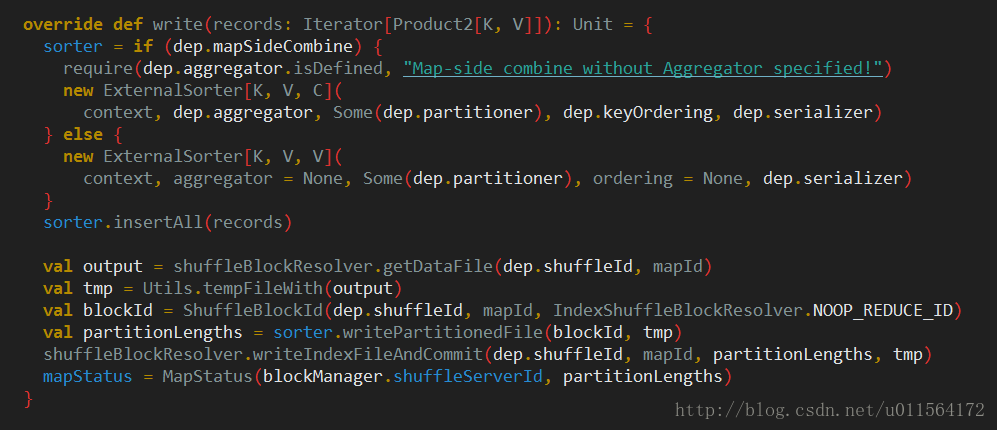 override def write(records: Iterator[Product2[K, V]]): Unit = {
  sorter = if (dep.mapSideCombine) {
    require(dep.aggregator.isDefined, "Map-side combine without Aggregator specified!")
    new ExternalSorter[K, V, C](
      context, dep.aggregator, Some(dep.partitioner), dep.keyOrdering, dep.serializer)
  } else {
    new ExternalSorter[K, V, V](
      context, aggregator = None, Some(dep.partitioner), ordering = None, dep.serializer)
  }
  sorter.insertAll(records)

  val output = shuffleBlockResolver.getDataFile(dep.shuffleId, mapId)
  val tmp = Utils.tempFileWith(output)
  val blockId = ShuffleBlockId(dep.shuffleId, mapId, IndexShuffleBlockResolver.NOOP_REDUCE_ID)
  val partitionLengths = sorter.writePartitionedFile(blockId, tmp)
  shuffleBlockResolver.writeIndexFileAndCommit(dep.shuffleId, mapId, partitionLengths, tmp)
  mapStatus = MapStatus(blockManager.shuffleServerId, partitionLengths)
}
http://blog.csdn.net/u011564172